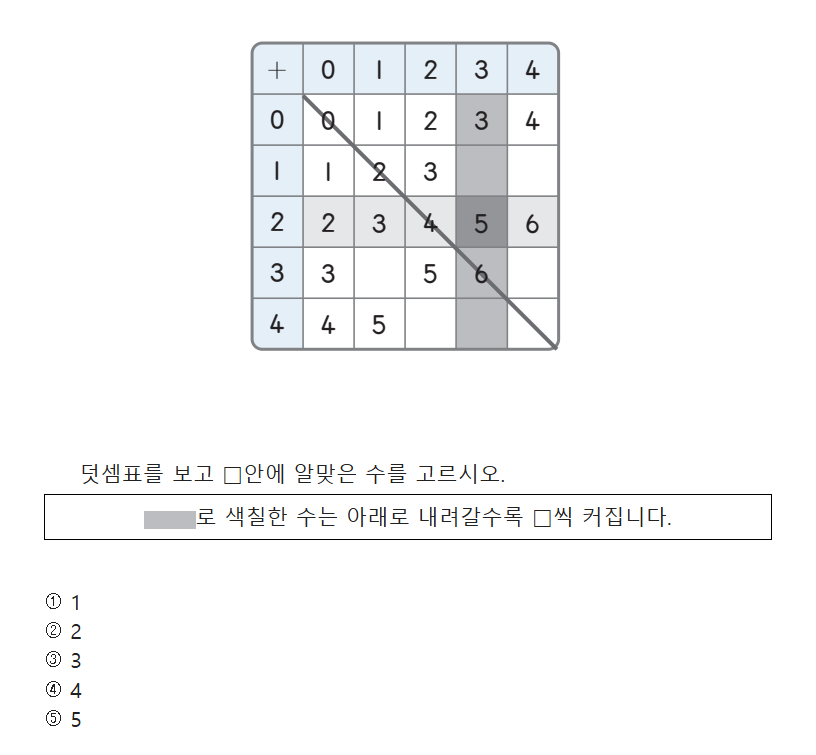 + 0 1 2 3 4
0 0 1 2 3 4
1 1 2 3
2 2 3 4 5 6
3 3 5 6
4 4 5
덧셈표를 보고 □안에 알맞은 수를 고르시오.
로 색칠한 수는 아래로 내려갈수록 □씩 커집니다.
① 1
② 2
③ 3
④ 4
⑤ 5